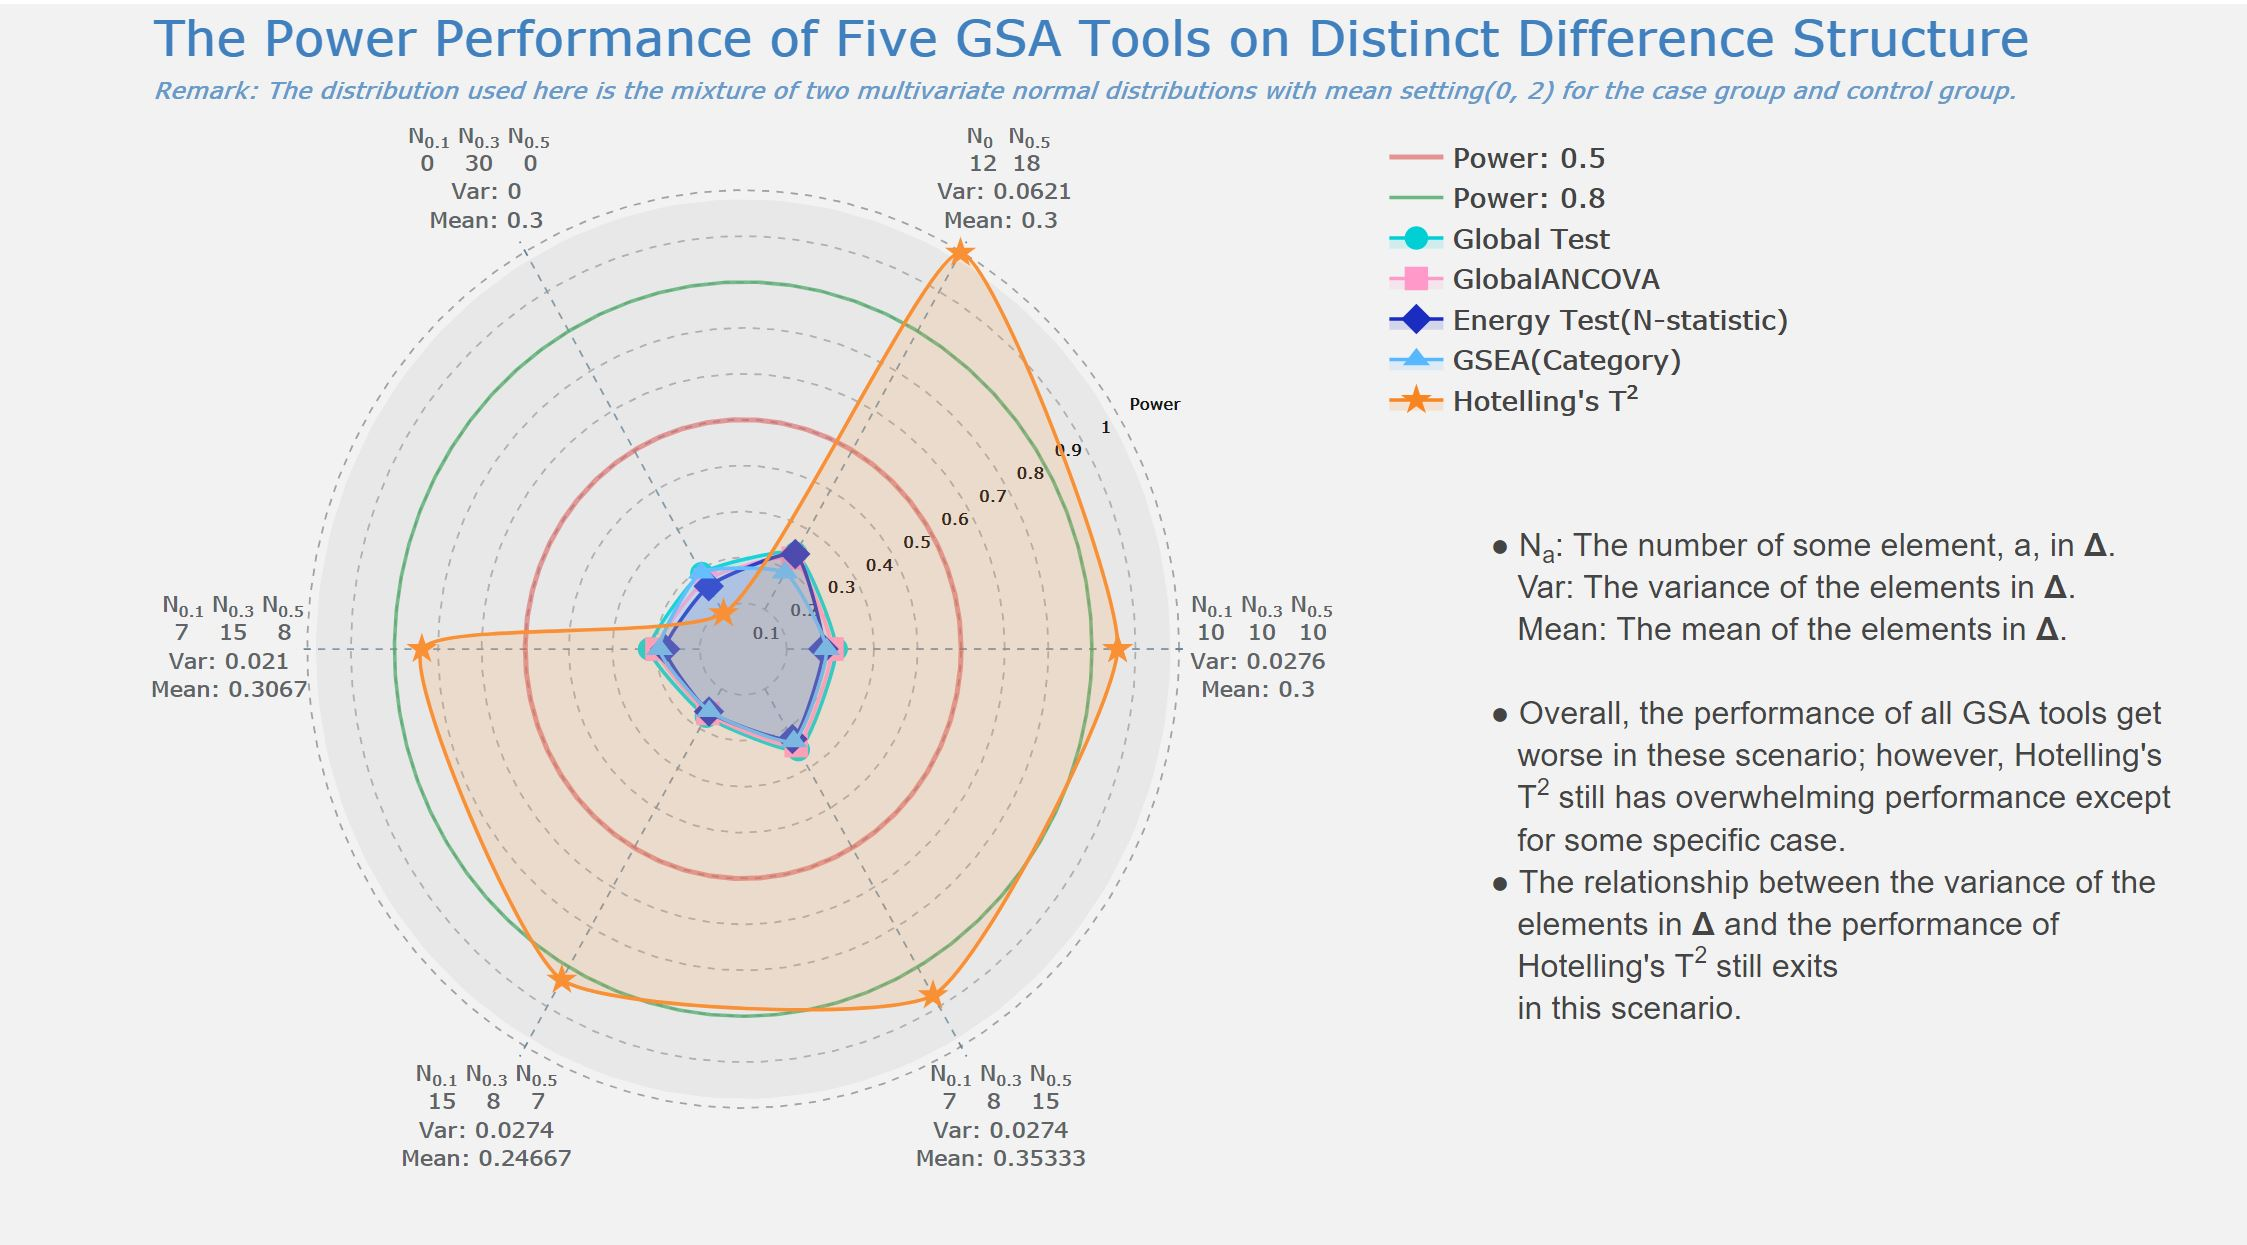 The Power Performance of Five GSA Tools on Distinct Difference Structure
Remark: The distribution used here is the mixture of two multivariate normal distributions with mean setting(0, 2) for the case group and control group.
N0.1 N0.3 N0.5
0 30 0
Var: 0
Mean: 0.3
N0 N0.5
12 18
Var: 0.0621
Mean: 0.3
Power: 0.5
Power: 0.8
Global Test
GlobalANCOVA
Energy Test(N-statistic)
GSEA(Category)
Hotelling's T2
Power
1
0.9
0.8
0.7
0.6
0.5
0.4
0.3
0.2
0.1
N0.1 N0.3 N0.5
7 15 8
Var: 0.021
Mean: 0.3067
N0.1 N0.3 N0.5
10 10 10
Var: 0.0276
Mean: 0.3
N0.1 N0.3 N0.5
15 8 7
Var: 0.0274
Mean: 0.24667
N0.1 N0.3 N0.5
7 8 15
Var: 0.0274
Mean: 0.35333
● Na: The number of some element, a, in Δ.
Var: The variance of the elements in Δ.
Mean: The mean of the elements in Δ.
● Overall, the performance of all GSA tools get
worse in these scenario; however, Hotelling's
T2 still has overwhelming performance except
for some specific case.
● The relationship between the variance of the
elements in Δ and the performance of
Hotelling's T2 still exits
in this scenario.